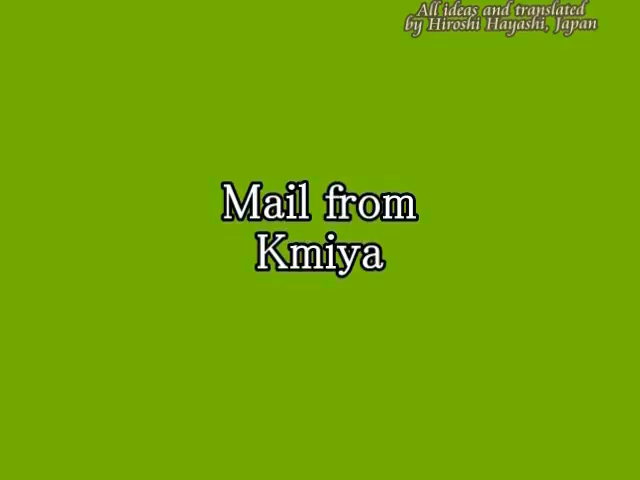 All ideas and translated
by Hiroshi Hayashi, Japan
Mail from
Kmiya